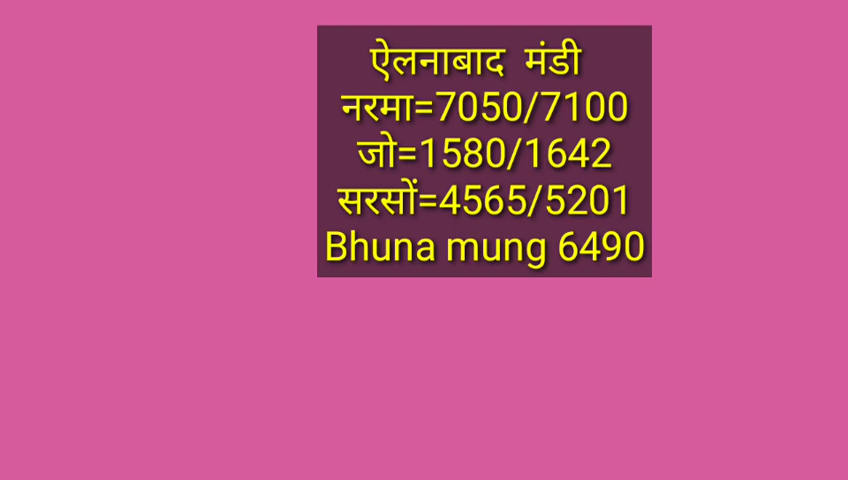 ऐलनाबाद मंडी
नरमा=7050/7100
जो=1580/1642
सरसों=4565/5201
Bhuna mung 6490